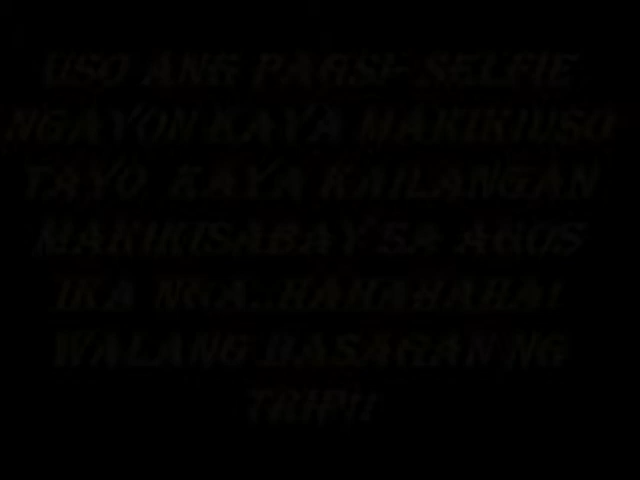 USO ANG PAGSE SELFIE
NGAYON KAYA MAKIKIUSO
TAYO KAYA KAILANGAN
MAKIKISABAY SA AGOS
IKA NGA..HAHAHAHA!
WALANG BASAGAN NG
TRIP!!